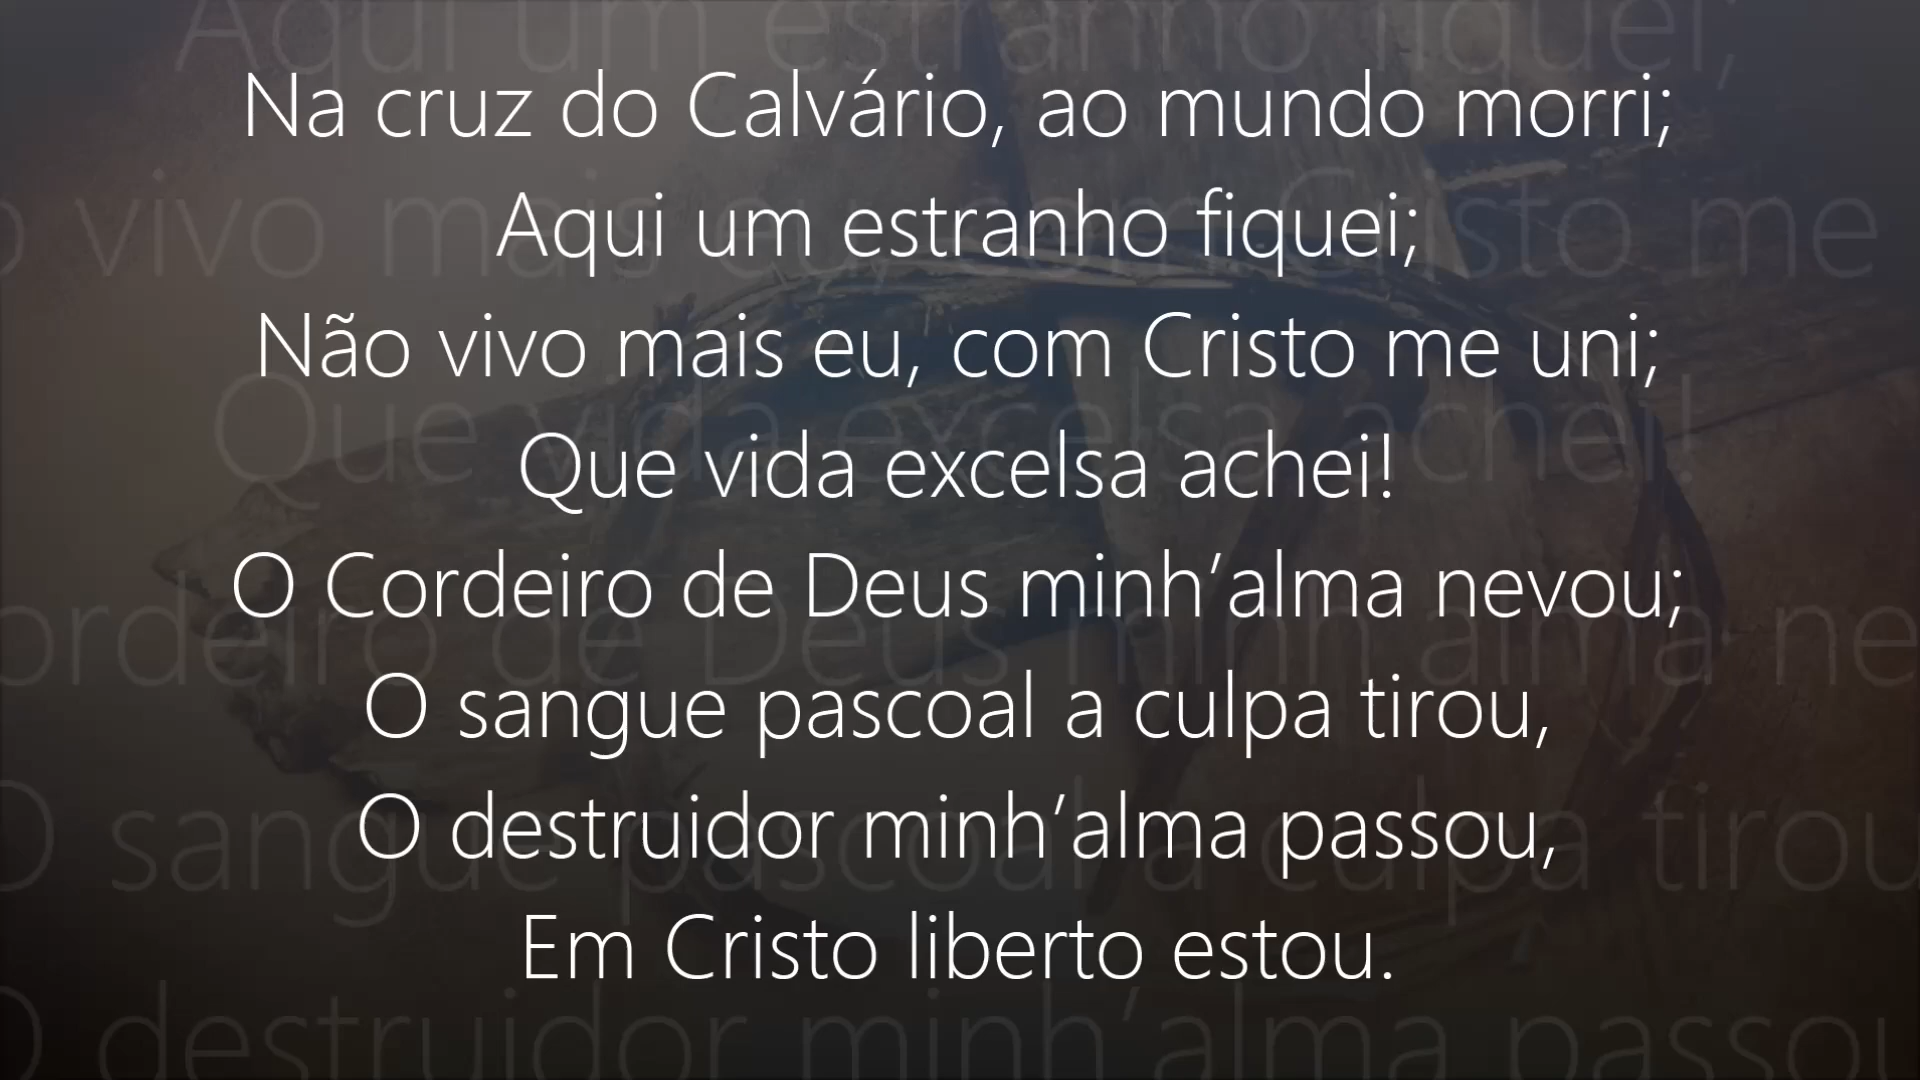 Na cruz do Calvário, ao mundo morri;
Aqui um estranho fiquei;
Não vivo mais eu, com Cristo me uni;
Que vida excelsa achei!
O Cordeiro de Deus minh’alma nevou;
O sangue pascoal a culpa tirou,
O destruidor minh’alma passou,
Em Cristo liberto estou.